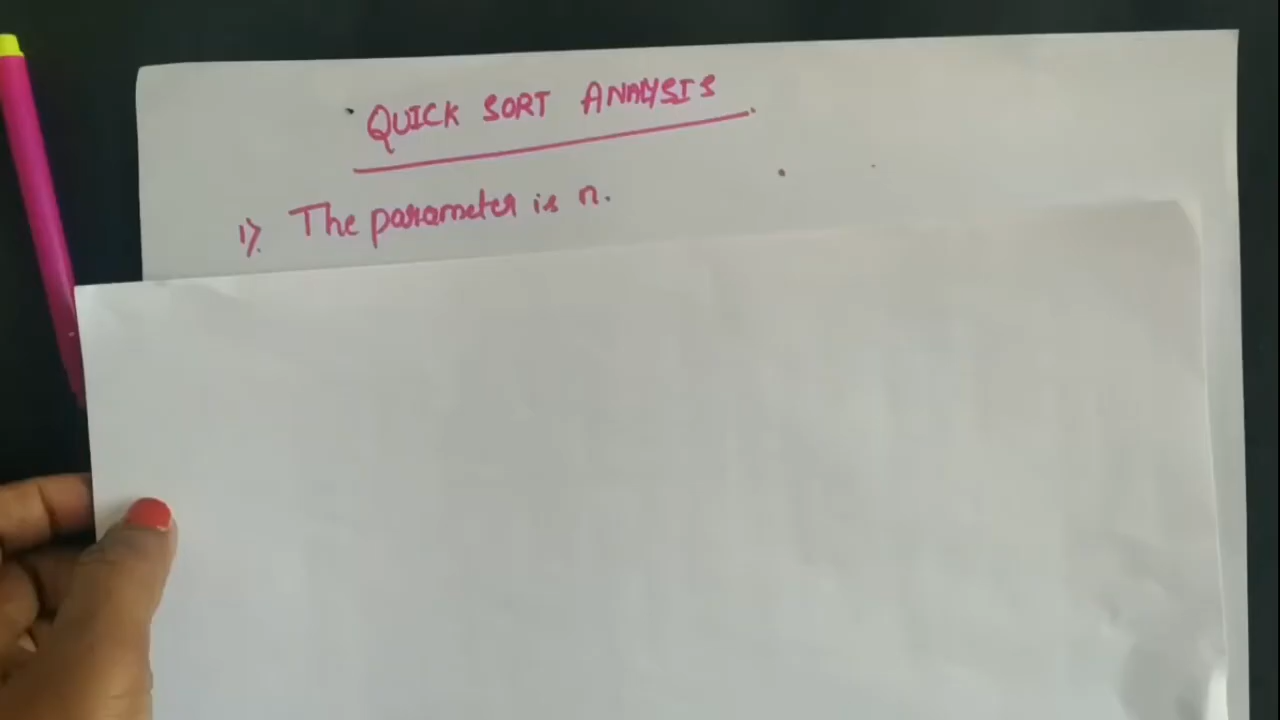 QUICK SORT ANALYSIS
1). The parameter is n.